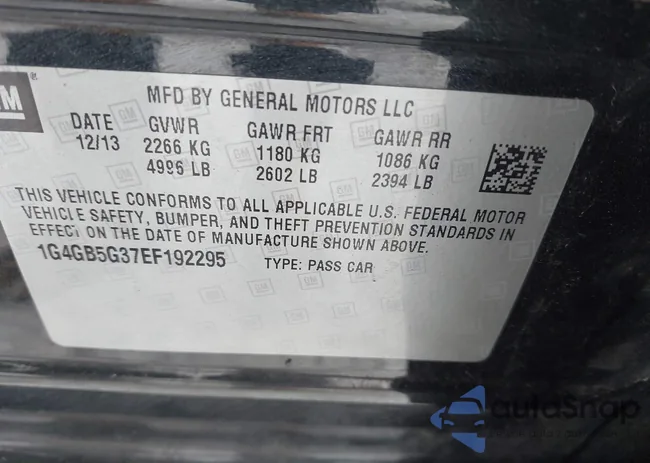 GM
®
MFD BY GENERAL MOTORS LLC
DATE GVWR GAWR FRT GAWR RR
12/13 2266 KG 1180 KG 1086 KG
4995 LB 2602 LB 2394 LB
THIS VEHICLE CONFORMS TO ALL APPLICABLE U.S. FEDERAL MOTOR
VEHICLE SAFETY, BUMPER, AND THEFT PREVENTION STANDARDS IN
EFFECT ON THE DATE OF MANUFACTURE SHOWN ABOVE.
1G4GB5G37EF192295 TYPE: PASS CAR
autoSnap